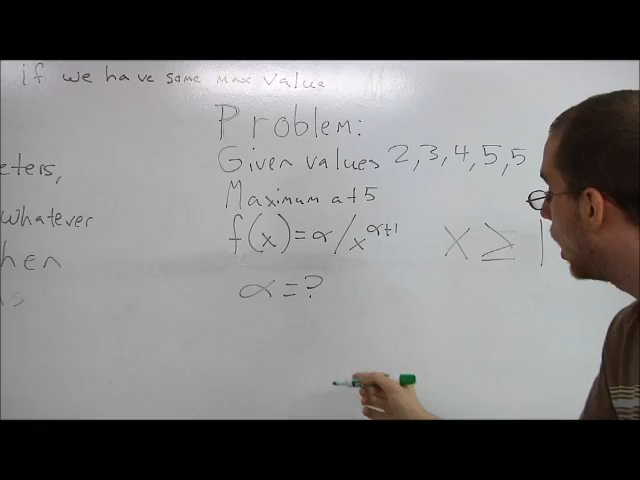 if we have some max value
Problem:
Given values 2,3,4,5,5
eters,
Maximum at 5
whatever
f(x)=α/x^α+1
x ≥ 1
hen
α=?
s